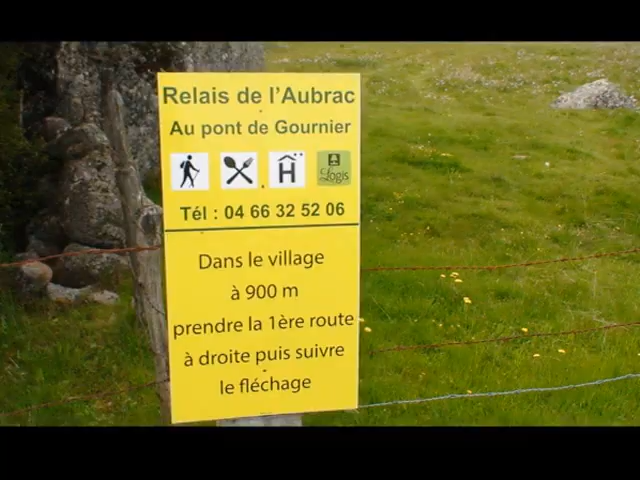 Relais de l'Aubrac
Au pont de Gournier
H
Logis
Tél : 04 66 32 52 06
Dans le village
à 900 m
prendre la 1ère route
à droite puis suivre
le fléchage